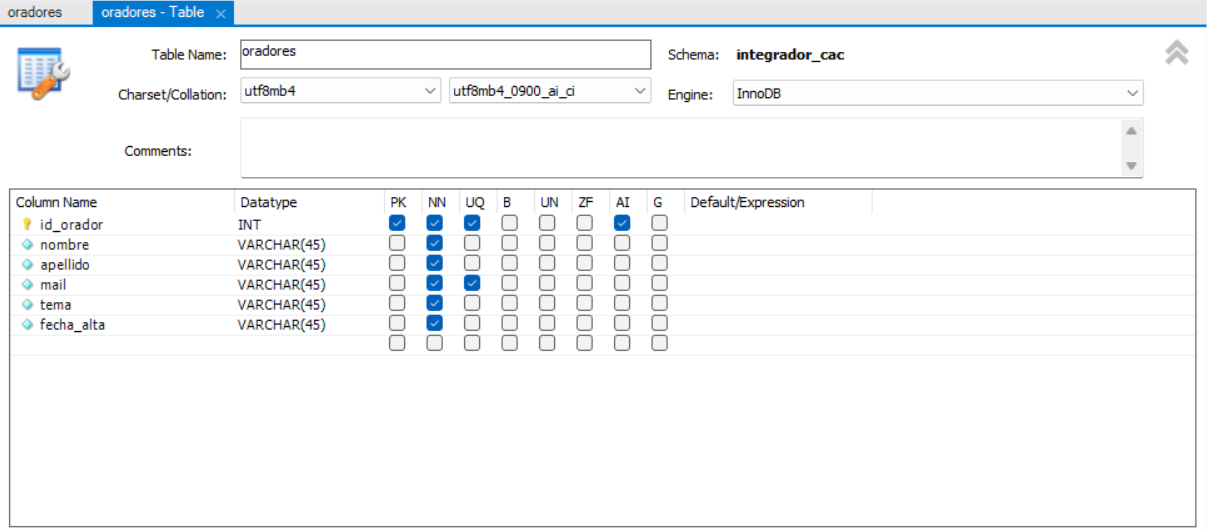 oradores oradores - Table
Table Name: oradores Schema: integrador_cac
Charset/Collation: utf8mb4 utf8mb4_0900_ai_ci Engine: InnoDB
Comments:
Column Name Datatype PK NN UQ B UN ZF AI G Default/Expression
id_orador INT
nombre VARCHAR(45)
apellido VARCHAR(45)
mail VARCHAR(45)
tema VARCHAR(45)
fecha_alta VARCHAR(45)